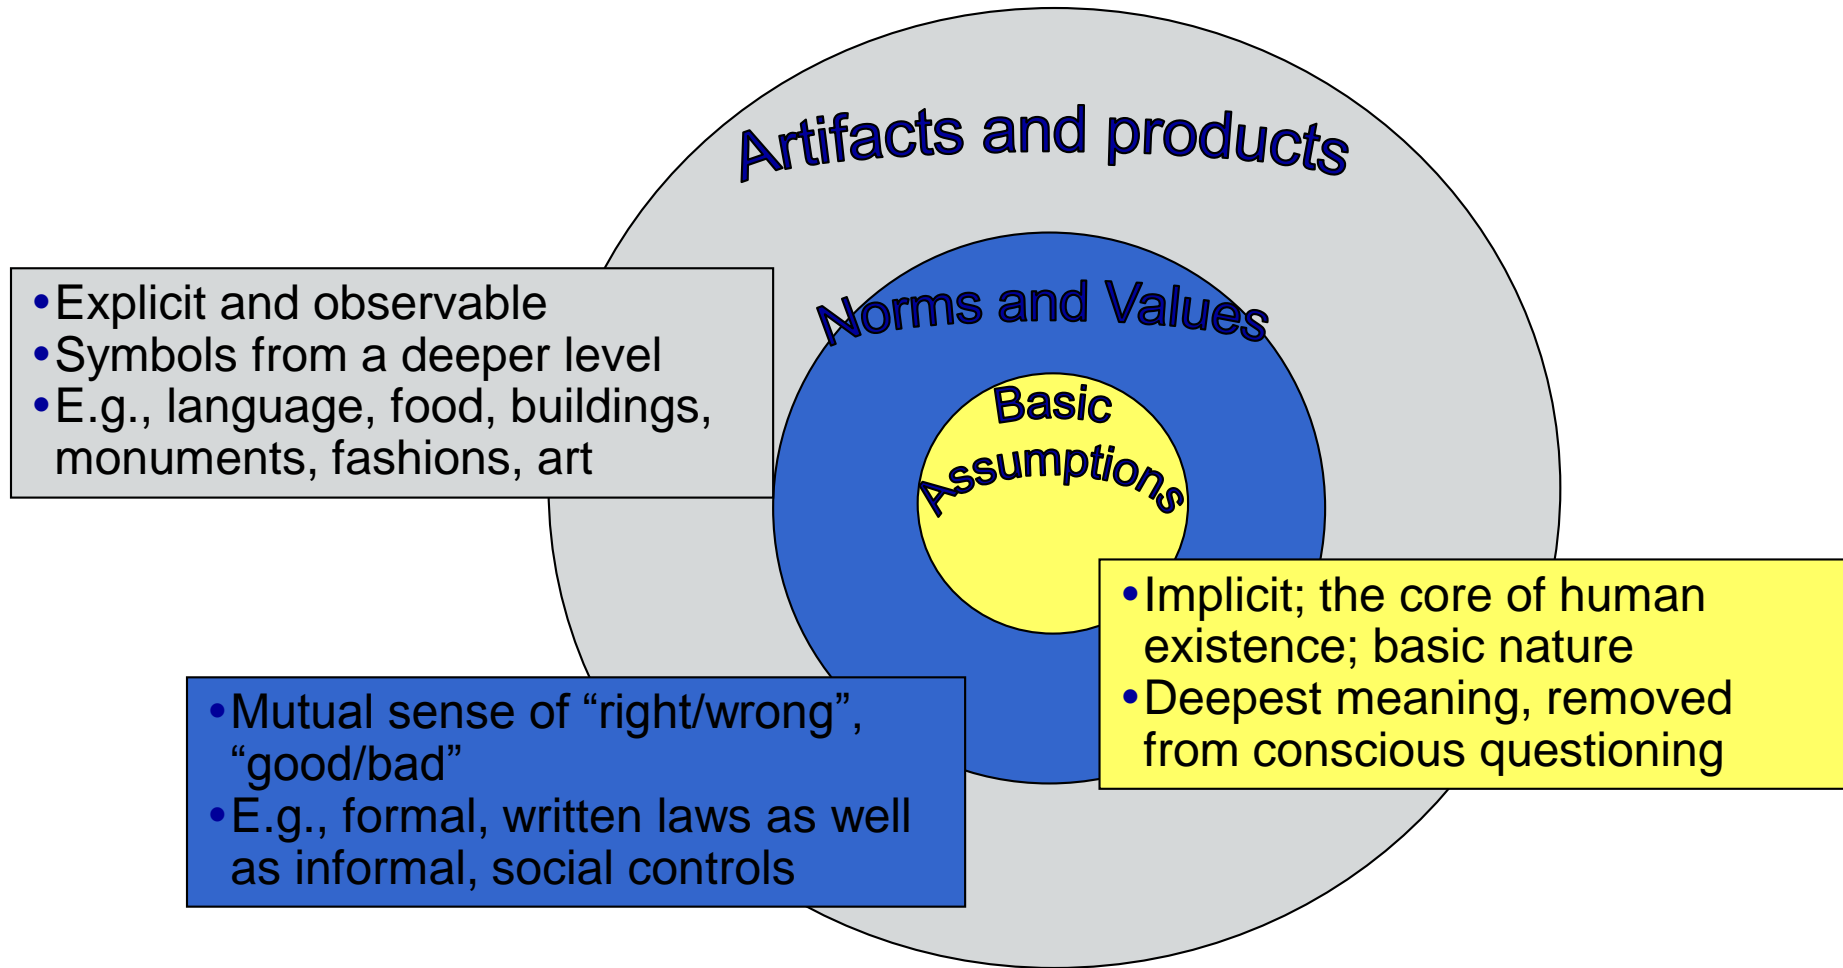 Artifacts and products
Norms and Values
Basic
Assumptions
•Explicit and observable
•Symbols from a deeper level
•E.g., language, food, buildings,
monuments, fashions, art
•Implicit; the core of human
existence; basic nature
•Deepest meaning, removed
from conscious questioning
•Mutual sense of “right/wrong”,
“good/bad”
•E.g., formal, written laws as well
as informal, social controls